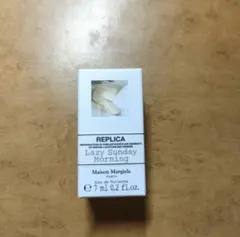 REPLICA
Lazy Sunday
Morning
Maison Margiela
PARIS
Eau de Toilette
℮ 7 ml 0.2 fl.oz.